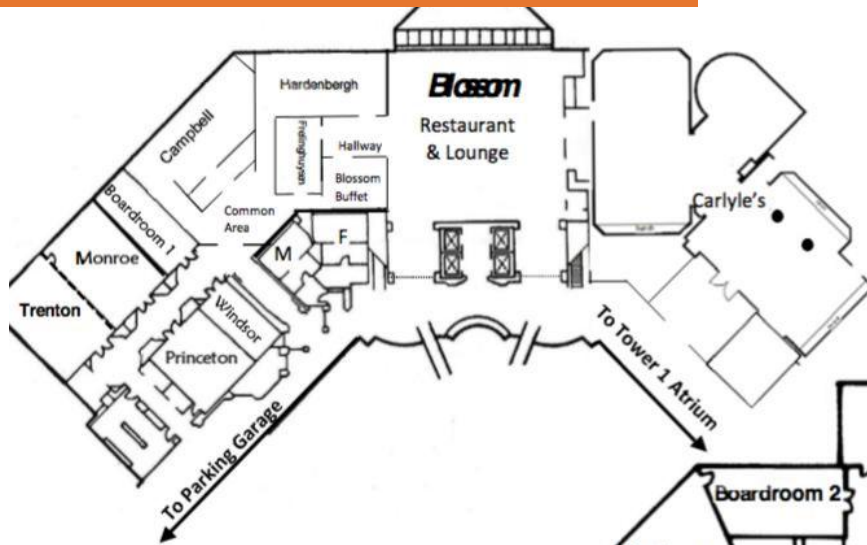 Hardenbergh
Blossom
Restaurant
& Lounge
Campbell
Frelinghuysen
Hallway
Blossom
Buffet
Boardroom 1
Common
Area
Carlyle's
M
F
Monroe
Trenton
Windsor
Princeton
To Parking Garage
To Tower 1 Atrium
Boardroom 2